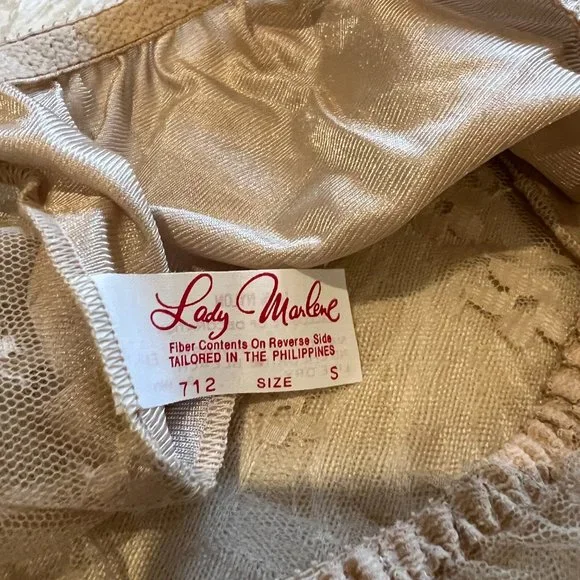 Lady Marlene
Fiber Contents On Reverse Side
TAILORED IN THE PHILIPPINES
712 SIZE S